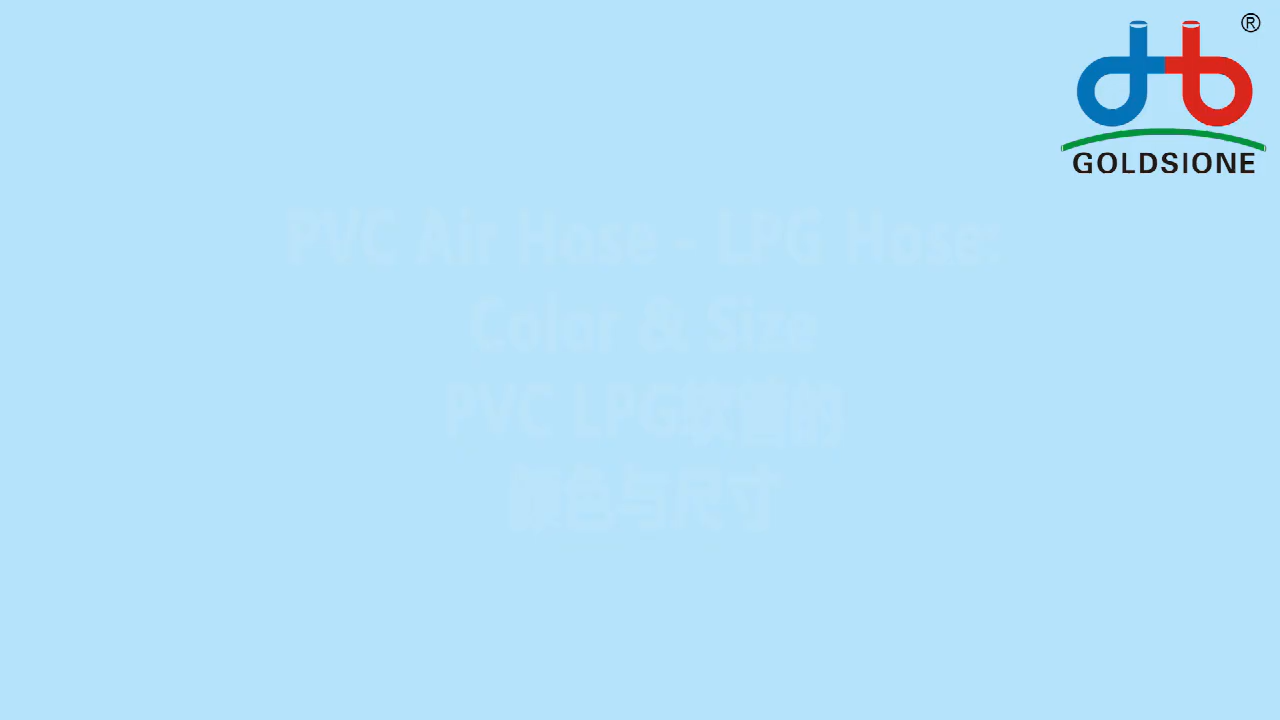 ®
GOLDSIONE
PVC Air Hose - LPG Hose:
Color & Size
PVC LPG软管的
颜色与尺寸